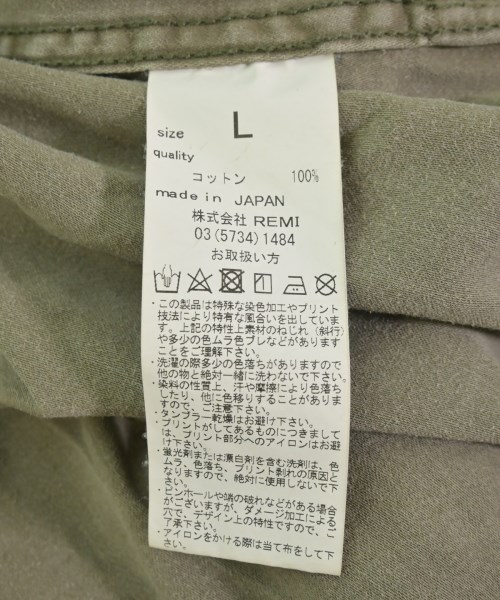 size L
quality
コットン 100%
made in JAPAN
株式会社 REMI
03(5734)1484
お取扱い方
・この製品は特殊な染色加工やプリント
技法により特有な風合いを出していま
す。上記の特性上素材のねじれ（斜行）
や多少の色ムラ色ブレなどがあります
ことをご理解下さい。
・洗濯の際多少の色落ちがありますので
他の物と絶対一緒に洗わないで下さい。
・染料の性質上、汗や摩擦により色落ち
したり、他に色移りすることがありま
すので、ご注意下さい。
・タンブラー乾燥はお避け下さい。
・プリントがしてあるものにつきまして
は、プリント部分へのアイロンはお避
け下さい。
・蛍光剤または漂白剤を含む洗剤は、色
ムラ、色落ち、プリント剥れの原因と
なりますので、絶対に使用しないで下
さい。
・ピンホールや端の破れなどがある場合
がございますが、ダメージ加工による
穴で、デザイン上の特性ですので、ご
了承下さい。
・アイロンをかける際は当て布をして下
さい。